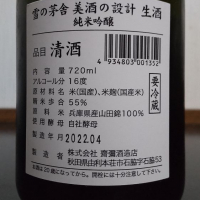 雪の茅舎 美酒の設計 生酒
純米吟醸
品目 清酒
内容量 720ml
アルコール分 16度
4 934803 001352
要冷蔵
原材料名 米(国産)、米麹(国産米)
精米歩合 55%
原料米 兵庫県産山田錦100%
使用酵母 自社酵母
製造年月 2022.04
製造者 株式会社 齋彌酒造店
秋田県由利本荘市石脇字石脇53